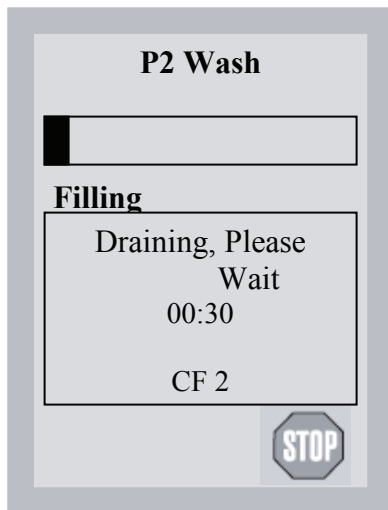 P2 Wash
Filling
Draining, Please
Wait
00:30
CF 2
STOP